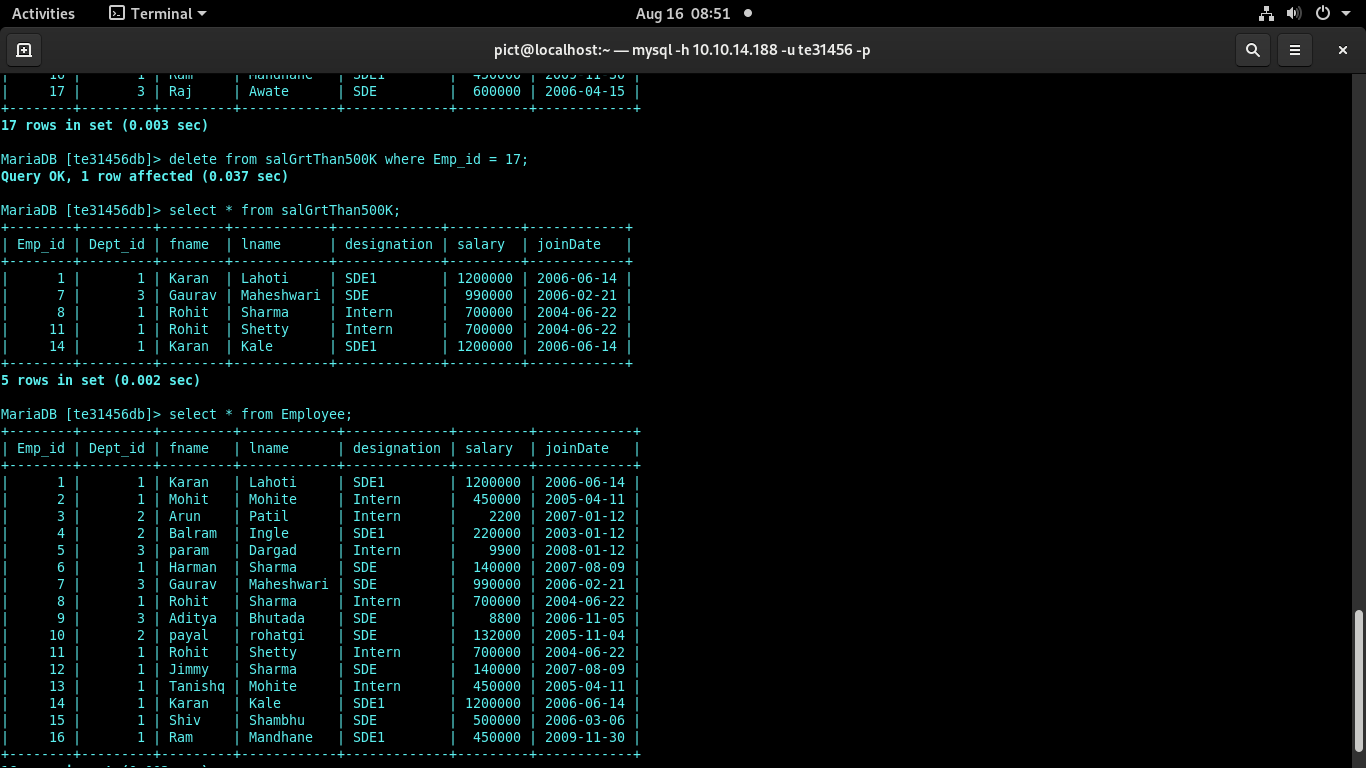 Activities
Terminal
Aug 16 08:51
pict@localhost:~ — mysql -h 10.10.14.188 -u te31456 -p
| 16 | 1 | Ram | Mandhane | SDE1 | 450000 | 2009-11-30 |
| 17 | 3 | Raj | Awate | SDE | 600000 | 2006-04-15 |
+--------+---------+---------+------------+-------------+---------+------------+
17 rows in set (0.003 sec)
MariaDB [te31456db]> delete from salGrtThan500K where Emp_id = 17;
Query OK, 1 row affected (0.037 sec)
MariaDB [te31456db]> select * from salGrtThan500K;
+--------+---------+--------+------------+-------------+---------+------------+
| Emp_id | Dept_id | fname | lname | designation | salary | joinDate |
+--------+---------+--------+------------+-------------+---------+------------+
| 1 | 1 | Karan | Lahoti | SDE1 | 1200000 | 2006-06-14 |
| 7 | 3 | Gaurav | Maheshwari | SDE | 990000 | 2006-02-21 |
| 8 | 1 | Rohit | Sharma | Intern | 700000 | 2004-06-22 |
| 11 | 1 | Rohit | Shetty | Intern | 700000 | 2004-06-22 |
| 14 | 1 | Karan | Kale | SDE1 | 1200000 | 2006-06-14 |
+--------+---------+--------+------------+-------------+---------+------------+
5 rows in set (0.002 sec)
MariaDB [te31456db]> select * from Employee;
+--------+---------+---------+------------+-------------+---------+------------+
| Emp_id | Dept_id | fname | lname | designation | salary | joinDate |
+--------+---------+---------+------------+-------------+---------+------------+
| 1 | 1 | Karan | Lahoti | SDE1 | 1200000 | 2006-06-14 |
| 2 | 1 | Mohit | Mohite | Intern | 450000 | 2005-04-11 |
| 3 | 2 | Arun | Patil | Intern | 2200 | 2007-01-12 |
| 4 | 2 | Balram | Ingle | SDE1 | 220000 | 2003-01-12 |
| 5 | 3 | param | Dargad | Intern | 9900 | 2008-01-12 |
| 6 | 1 | Harman | Sharma | SDE | 140000 | 2007-08-09 |
| 7 | 3 | Gaurav | Maheshwari | SDE | 990000 | 2006-02-21 |
| 8 | 1 | Rohit | Sharma | Intern | 700000 | 2004-06-22 |
| 9 | 3 | Aditya | Bhutada | SDE | 8800 | 2006-11-05 |
| 10 | 2 | payal | rohatgi | SDE | 132000 | 2005-11-04 |
| 11 | 1 | Rohit | Shetty | Intern | 700000 | 2004-06-22 |
| 12 | 1 | Jimmy | Sharma | SDE | 140000 | 2007-08-09 |
| 13 | 1 | Tanishq | Mohite | Intern | 450000 | 2005-04-11 |
| 14 | 1 | Karan | Kale | SDE1 | 1200000 | 2006-06-14 |
| 15 | 1 | Shiv | Shambhu | SDE | 500000 | 2006-03-06 |
| 16 | 1 | Ram | Mandhane | SDE1 | 450000 | 2009-11-30 |
+--------+---------+---------+------------+-------------+---------+------------+